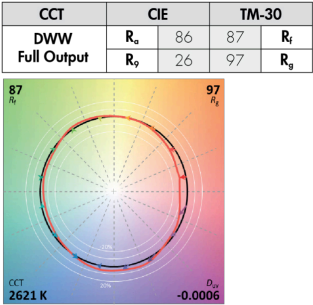 CCT CIE TM-30
DWW Full Output Ra 86 87 Rf
R9 26 97 Rg
87 97
Rf Rg
10%
20%
CCT Duv
2621 K -0.0006